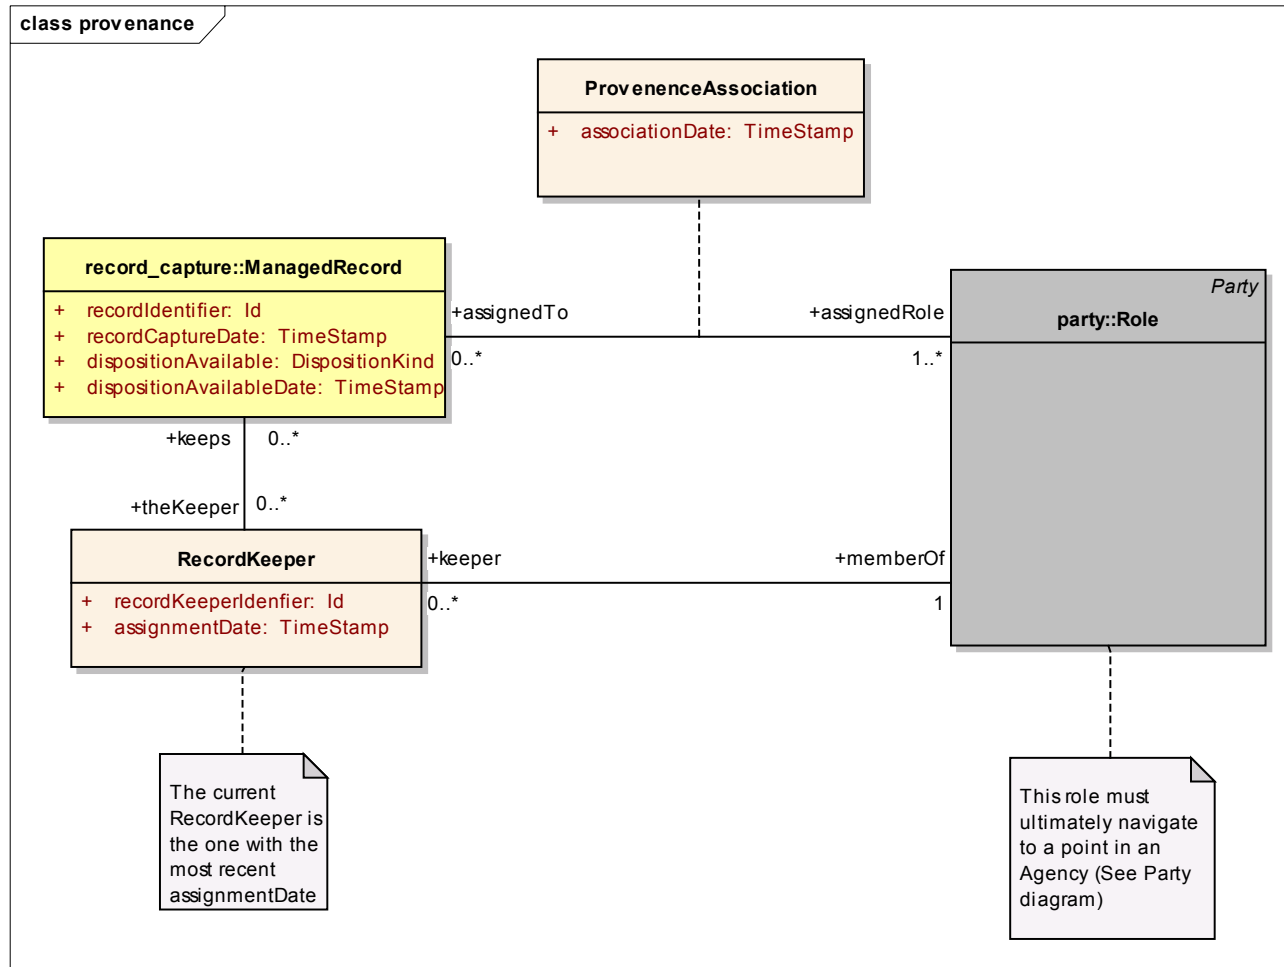 class provenance
ProvenenceAssociation
+ associationDate: TimeStamp
record_capture::ManagedRecord
+ recordIdentifier: Id
+ recordCaptureDate: TimeStamp
+ dispositionAvailable: DispositionKind
+ dispositionAvailableDate: TimeStamp
+assignedTo
0..*
+assignedRole
1..*
Party
party::Role
+keeps 0..*
+theKeeper 0..*
RecordKeeper
+ recordKeeperIdenfier: Id
+ assignmentDate: TimeStamp
+keeper
0..*
+memberOf
1
The current
RecordKeeper is
the one with the
most recent
assignmentDate
This role must
ultimately navigate
to a point in an
Agency (See Party
diagram)